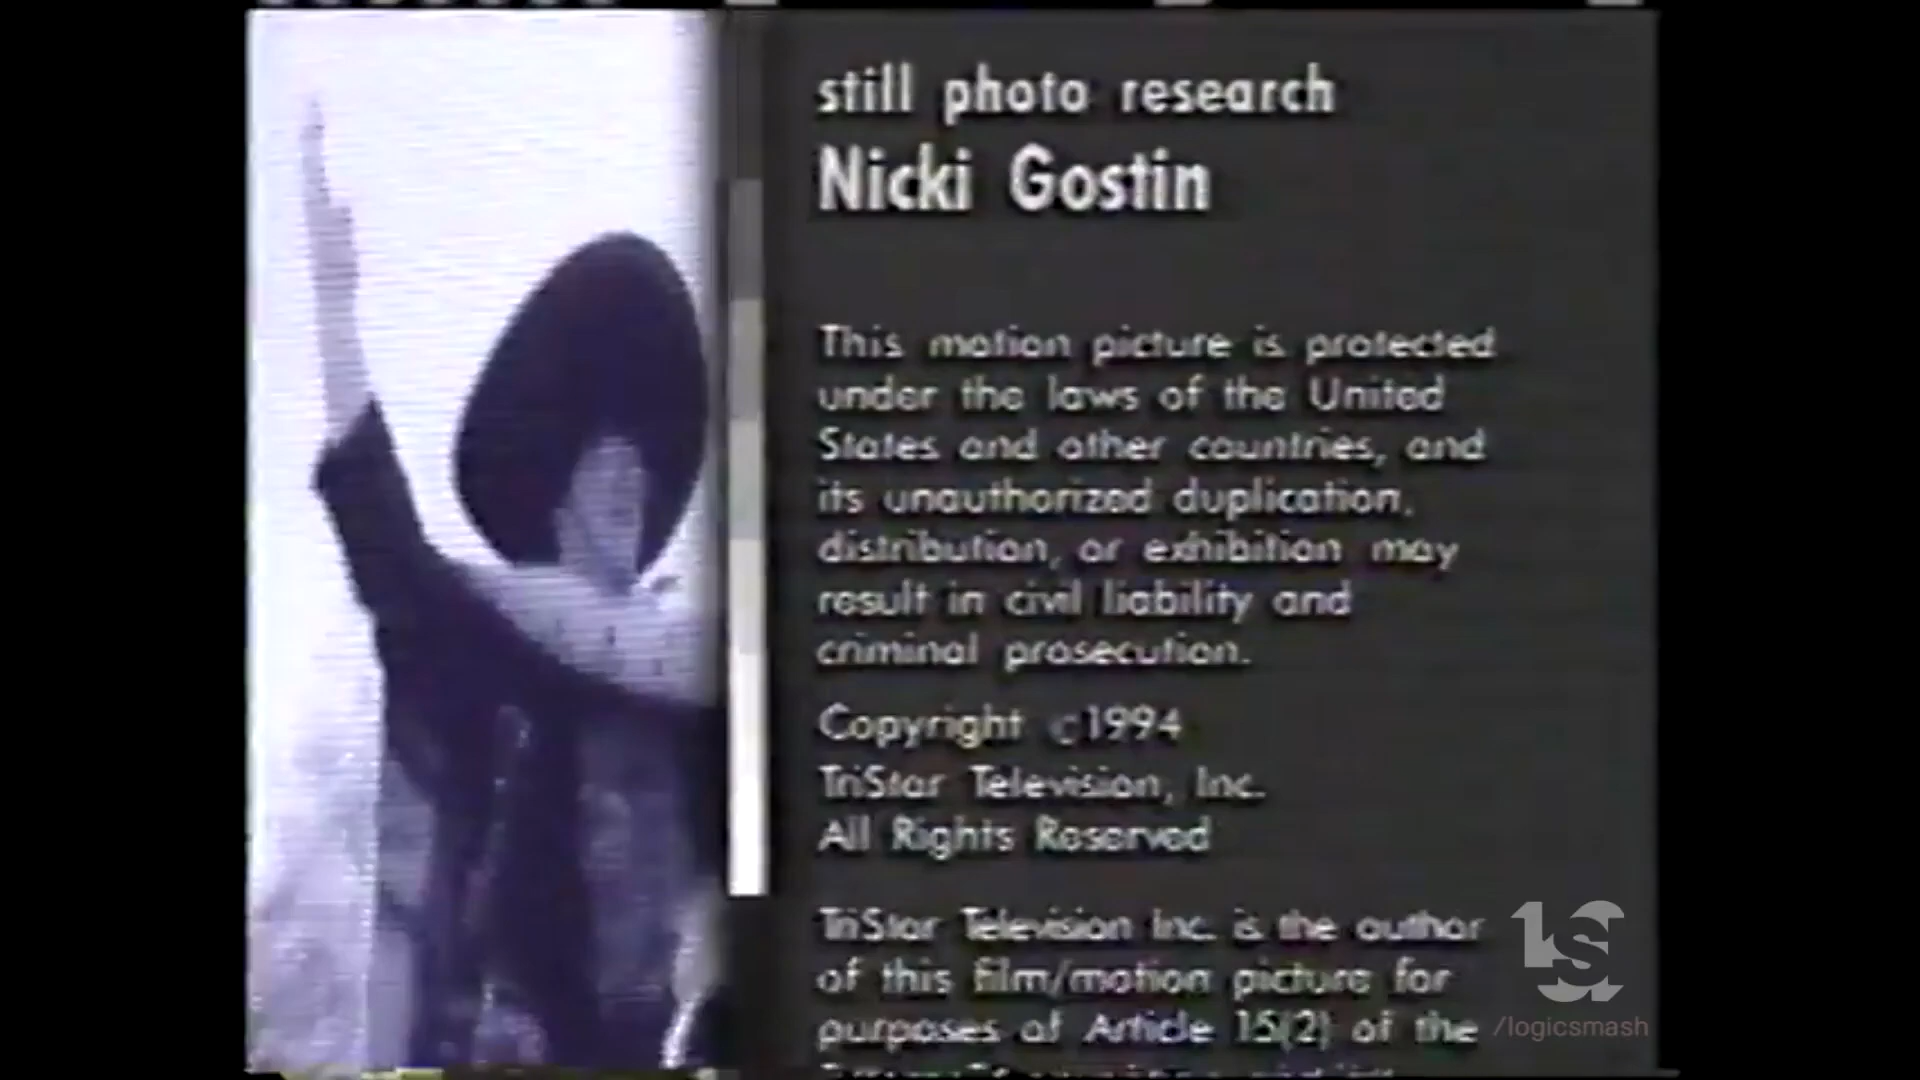 still photo research
Nicki Gostin
This motion picture is protected
under the laws of the United
States and other countries, and
its unauthorized duplication,
distribution, or exhibition may
result in civil liability and
criminal prosecution.
Copyright ©1994
TriStar Television, Inc.
All Rights Reserved
TriStar Television Inc. is the author
of this film/motion picture for
purposes of Article 15(2) of the
LS
/logicsmash